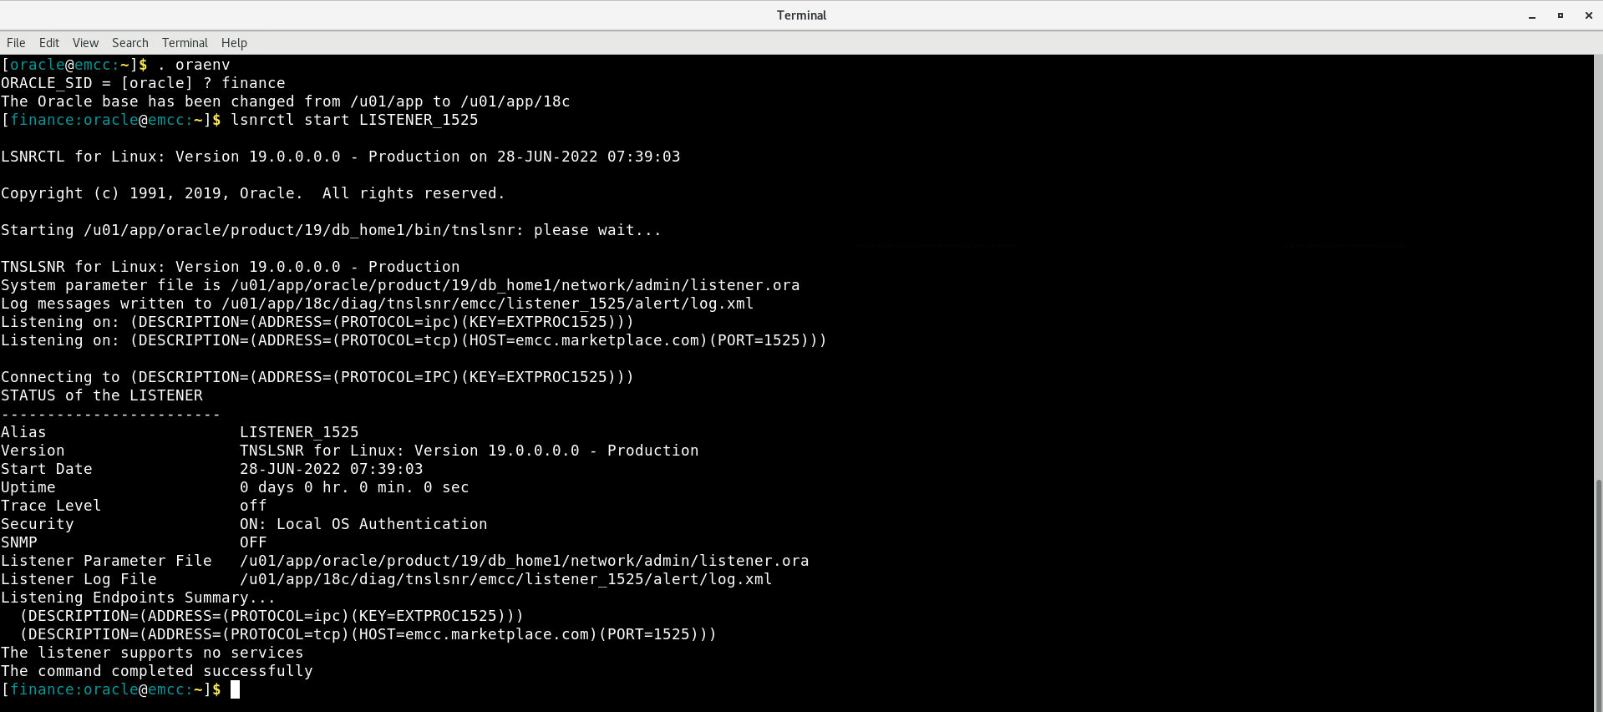 Terminal
File Edit View Search Terminal Help
[oracle@emcc:~]$ . oraenv
ORACLE_SID = [oracle] ? finance
The Oracle base has been changed from /u01/app to /u01/app/18c
[finance:oracle@emcc:~]$ lsnrctl start LISTENER_1525
LSNRCTL for Linux: Version 19.0.0.0.0 - Production on 28-JUN-2022 07:39:03
Copyright (c) 1991, 2019, Oracle.  All rights reserved.
Starting /u01/app/oracle/product/19/db_home1/bin/tnslsnr: please wait...
TNSLSNR for Linux: Version 19.0.0.0.0 - Production
System parameter file is /u01/app/oracle/product/19/db_home1/network/admin/listener.ora
Log messages written to /u01/app/18c/diag/tnslsnr/emcc/listener_1525/alert/log.xml
Listening on: (DESCRIPTION=(ADDRESS=(PROTOCOL=ipc)(KEY=EXTPROC1525)))
Listening on: (DESCRIPTION=(ADDRESS=(PROTOCOL=tcp)(HOST=emcc.marketplace.com)(PORT=1525)))
Connecting to (DESCRIPTION=(ADDRESS=(PROTOCOL=IPC)(KEY=EXTPROC1525)))
STATUS of the LISTENER
------------------------
Alias                     LISTENER_1525
Version                   TNSLSNR for Linux: Version 19.0.0.0.0 - Production
Start Date                28-JUN-2022 07:39:03
Uptime                    0 days 0 hr. 0 min. 0 sec
Trace Level               off
Security                  ON: Local OS Authentication
SNMP                      OFF
Listener Parameter File   /u01/app/oracle/product/19/db_home1/network/admin/listener.ora
Listener Log File         /u01/app/18c/diag/tnslsnr/emcc/listener_1525/alert/log.xml
Listening Endpoints Summary...
  (DESCRIPTION=(ADDRESS=(PROTOCOL=ipc)(KEY=EXTPROC1525)))
  (DESCRIPTION=(ADDRESS=(PROTOCOL=tcp)(HOST=emcc.marketplace.com)(PORT=1525)))
The listener supports no services
The command completed successfully
[finance:oracle@emcc:~]$